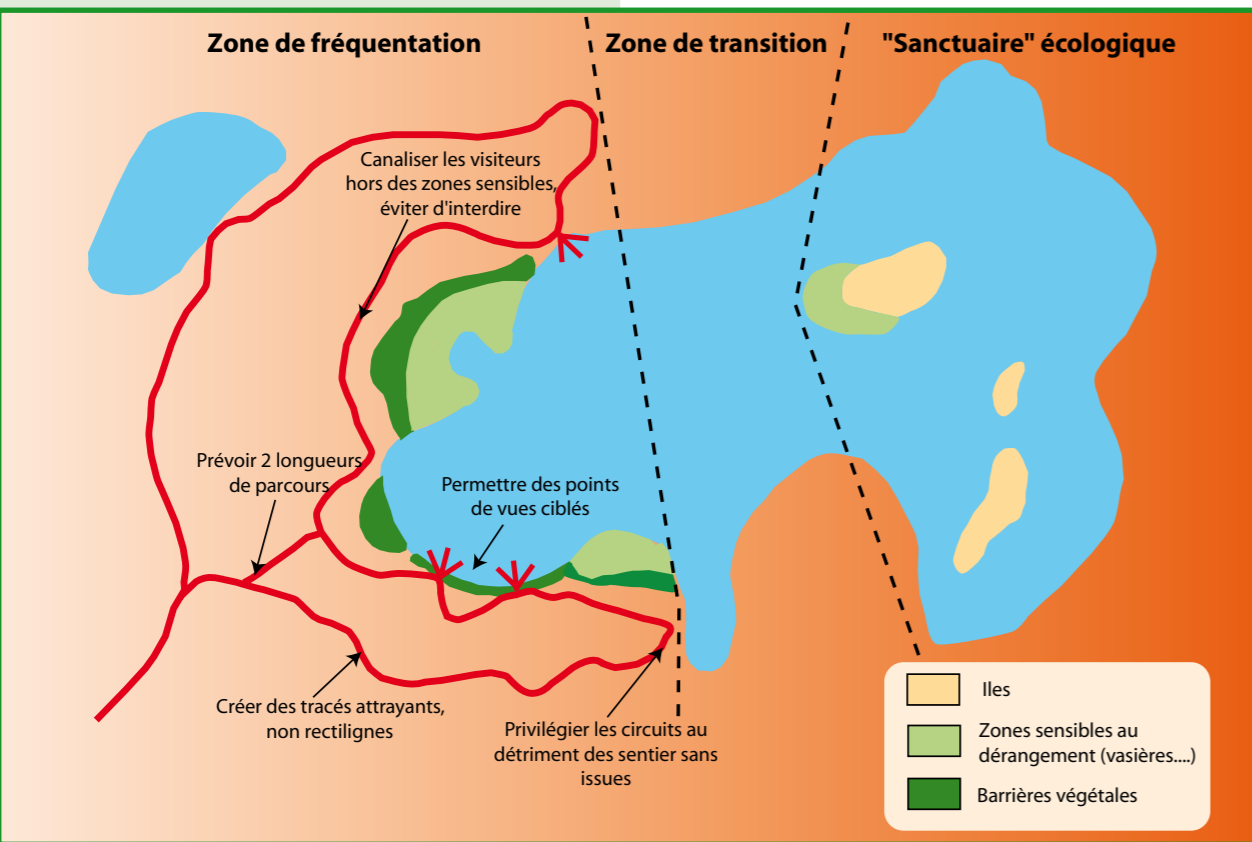 Zone de fréquentation
Zone de transition
"Sanctuaire" écologique
Canaliser les visiteurs
hors des zones sensibles,
éviter d'interdire
Prévoir 2 longueurs
de parcours
Permettre des points
de vues ciblés
Créer des tracés attrayants,
non rectilignes
Privilégier les circuits au
détriment des sentier sans
issues
Iles
Zones sensibles au
dérangement (vasières....)
Barrières végétales